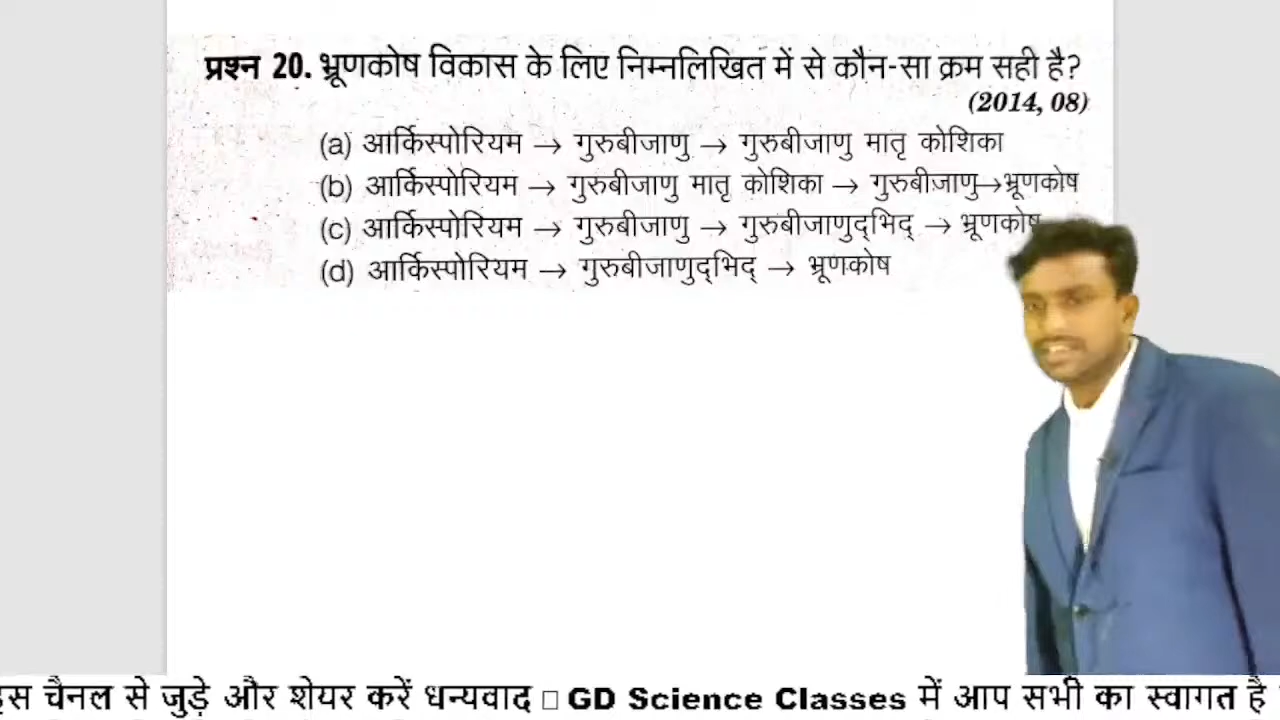 प्रश्न 20. भ्रूणकोष विकास के लिए निम्नलिखित में से कौन-सा क्रम सही है?
(2014, 08)
(a) आर्किस्पोरियम → गुरुबीजाणु → गुरुबीजाणु मातृ कोशिका
(b) आर्किस्पोरियम → गुरुबीजाणु मातृ कोशिका → गुरुबीजाणु→भ्रूणकोष
(c) आर्किस्पोरियम → गुरुबीजाणु → गुरुबीजाणुद्भिद् → भ्रूणकोष
(d) आर्किस्पोरियम → गुरुबीजाणुद्भिद् → भ्रूणकोष
इस चैनल से जुड़े और शेयर करें धन्यवाद □ GD Science Classes में आप सभी का स्वागत है